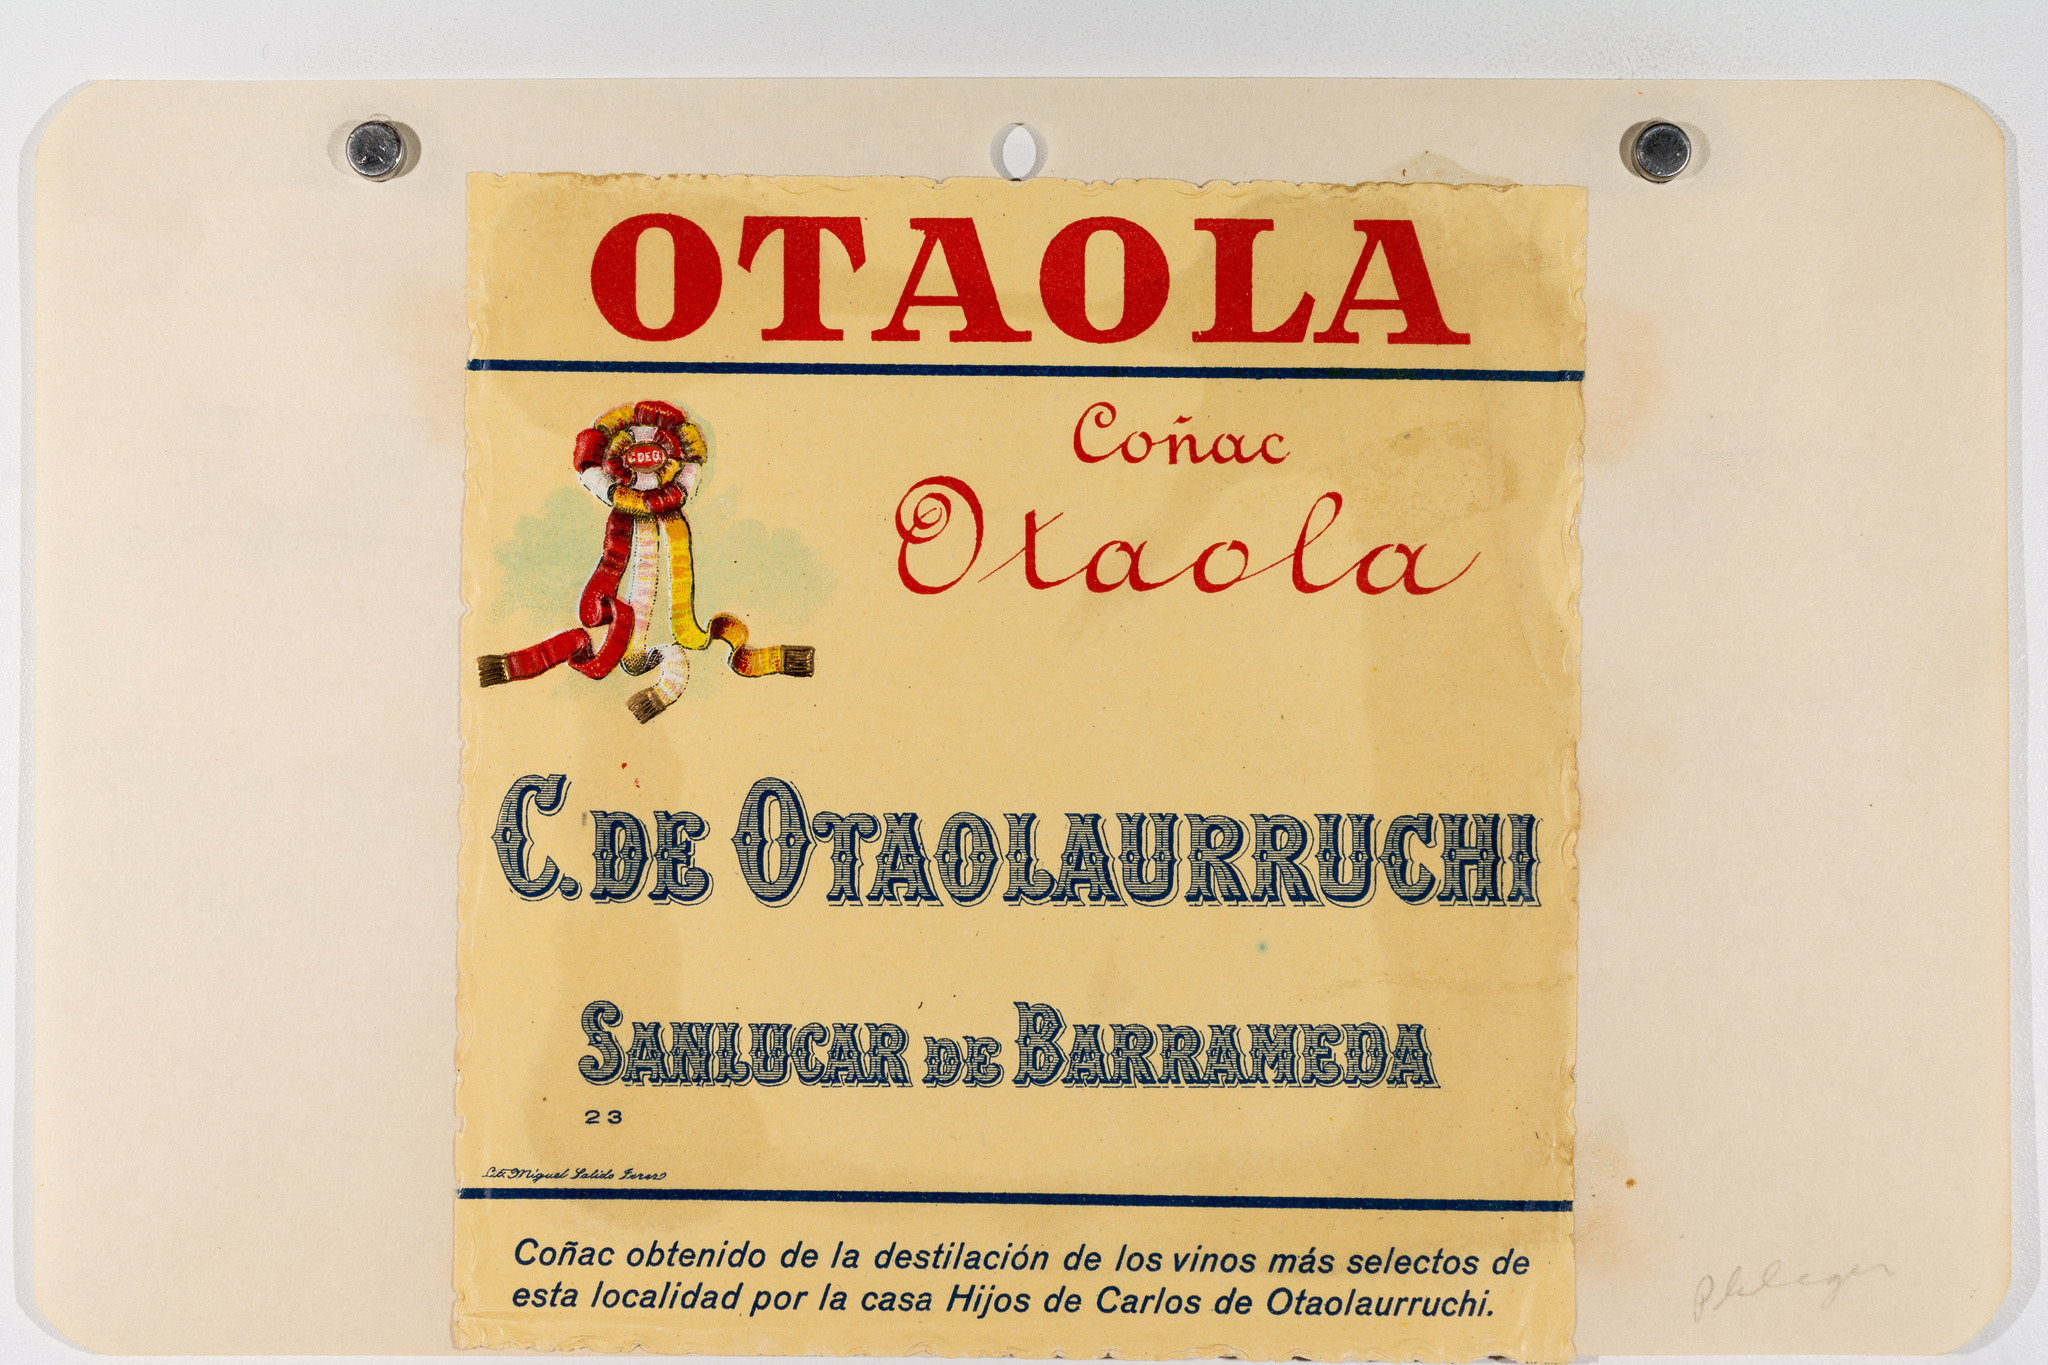 OTAOLA
C DE O
Coñac
Otaola
C. DE OTAOLAURRUCHI
SANLUCAR DE BARRAMEDA
23
Lit. Miguel Salido Jerez
Coñac obtenido de la destilación de los vinos más selectos de
esta localidad por la casa Hijos de Carlos de Otaolaurruchi.